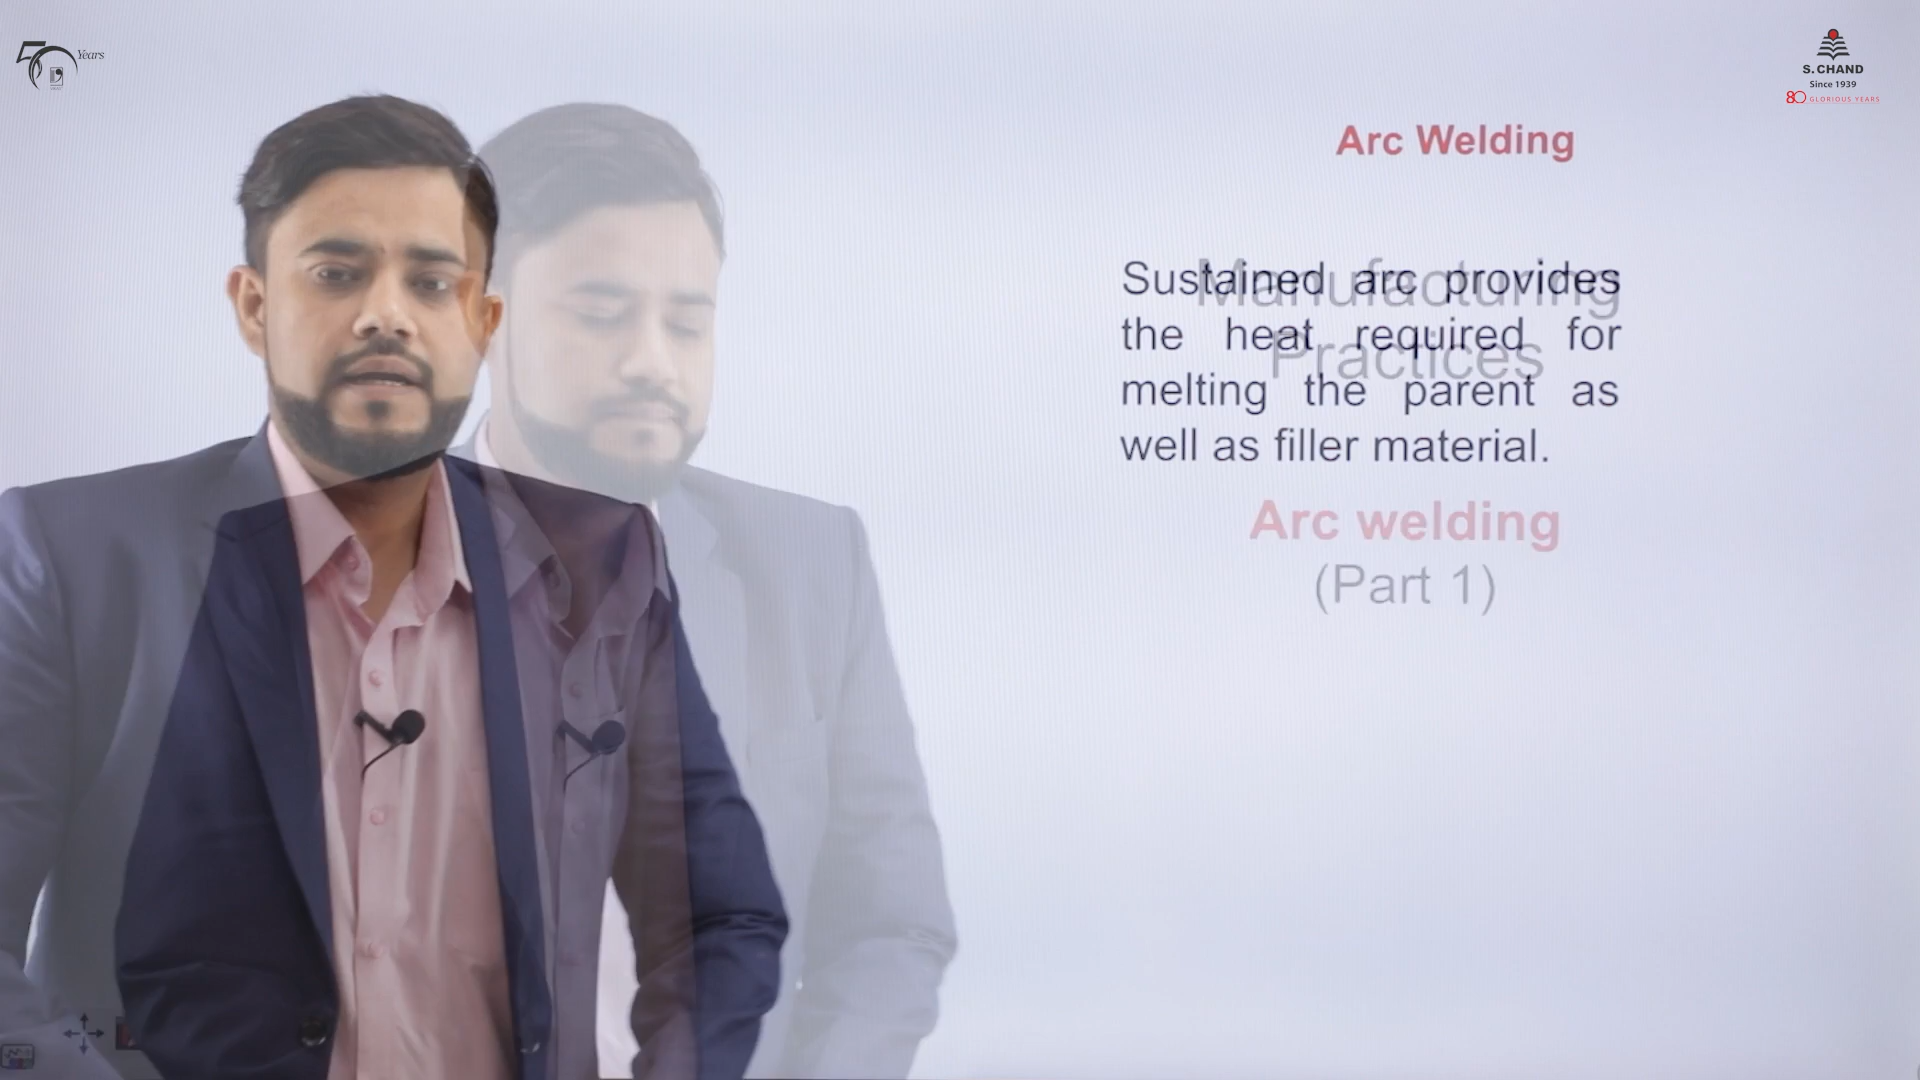 50 Years
S. CHAND
Since 1939
80 GLORIOUS YEARS
Arc Welding
Sustained arc provides
the heat required for
melting the parent as
well as filler material.
Manufacturing
Practices
Arc welding
(Part 1)